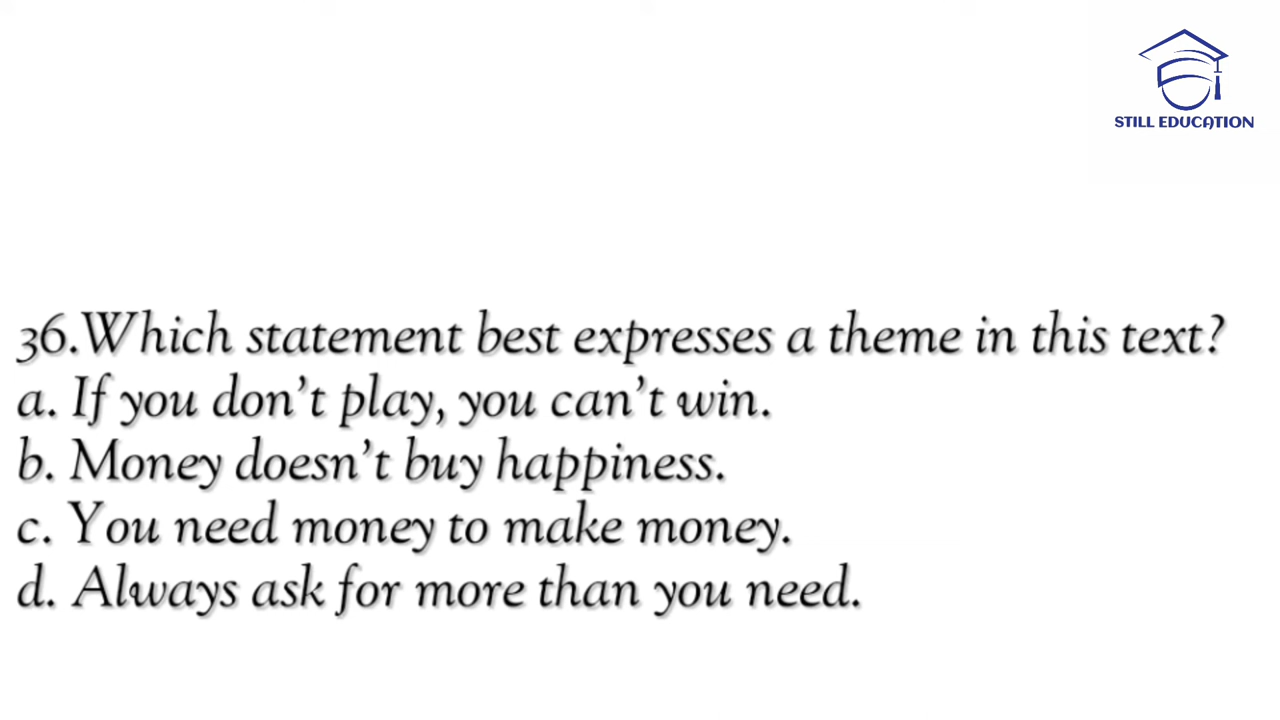 STILL EDUCATION
36.Which statement best expresses a theme in this text?
a. If you don’t play, you can’t win.
b. Money doesn’t buy happiness.
c. You need money to make money.
d. Always ask for more than you need.